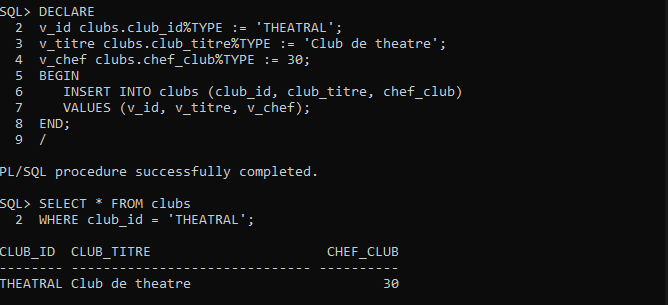 SQL> DECLARE
  2  v_id clubs.club_id%TYPE := 'THEATRAL';
  3  v_titre clubs.club_titre%TYPE := 'Club de theatre';
  4  v_chef clubs.chef_club%TYPE := 30;
  5  BEGIN
  6     INSERT INTO clubs (club_id, club_titre, chef_club)
  7     VALUES (v_id, v_titre, v_chef);
  8  END;
  9  /
PL/SQL procedure successfully completed.
SQL> SELECT * FROM clubs
  2  WHERE club_id = 'THEATRAL';
CLUB_ID  CLUB_TITRE                      CHEF_CLUB
-------- ------------------------------ ----------
THEATRAL Club de theatre                        30